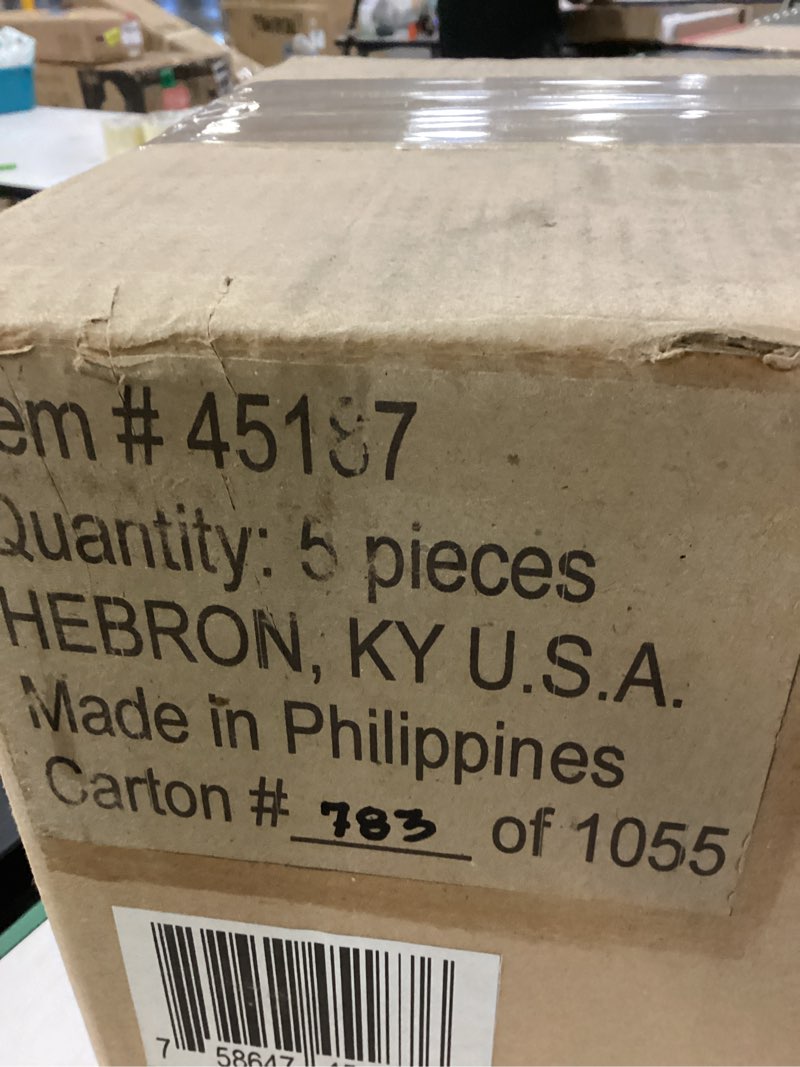 em # 45187
Quantity: 5 pieces
HEBRON, KY U.S.A.
Made in Philippines
Carton # 783 of 1055
7 58647